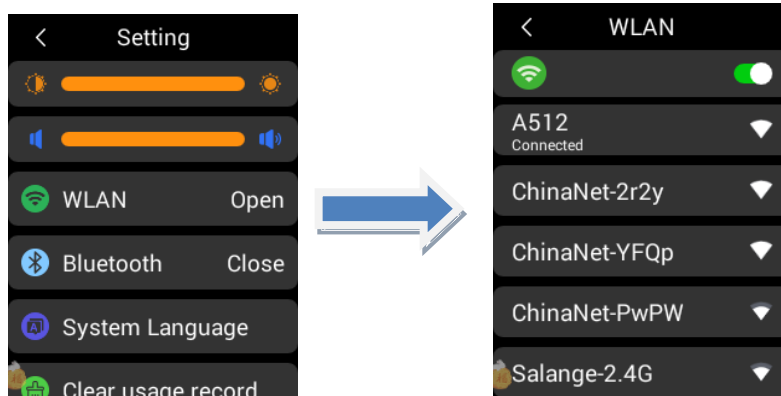 Setting
WLAN Open
Bluetooth Close
System Language
Clear usage record
WLAN
A512
Connected
ChinaNet-2r2y
ChinaNet-YFQp
ChinaNet-PwPW
Salange-2.4G